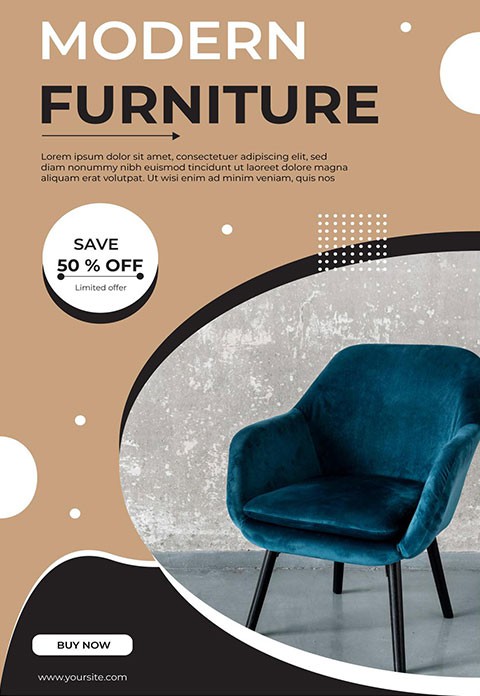 MODERN
FURNITURE
Lorem ipsum dolor sit amet, consectetuer adipiscing elit, sed
diam nonummy nibh euismod tincidunt ut laoreet dolore magna
aliquam erat volutpat. Ut wisi enim ad minim veniam, quis nos
SAVE
50 % OFF
Limited offer
BUY NOW
www.yoursite.com